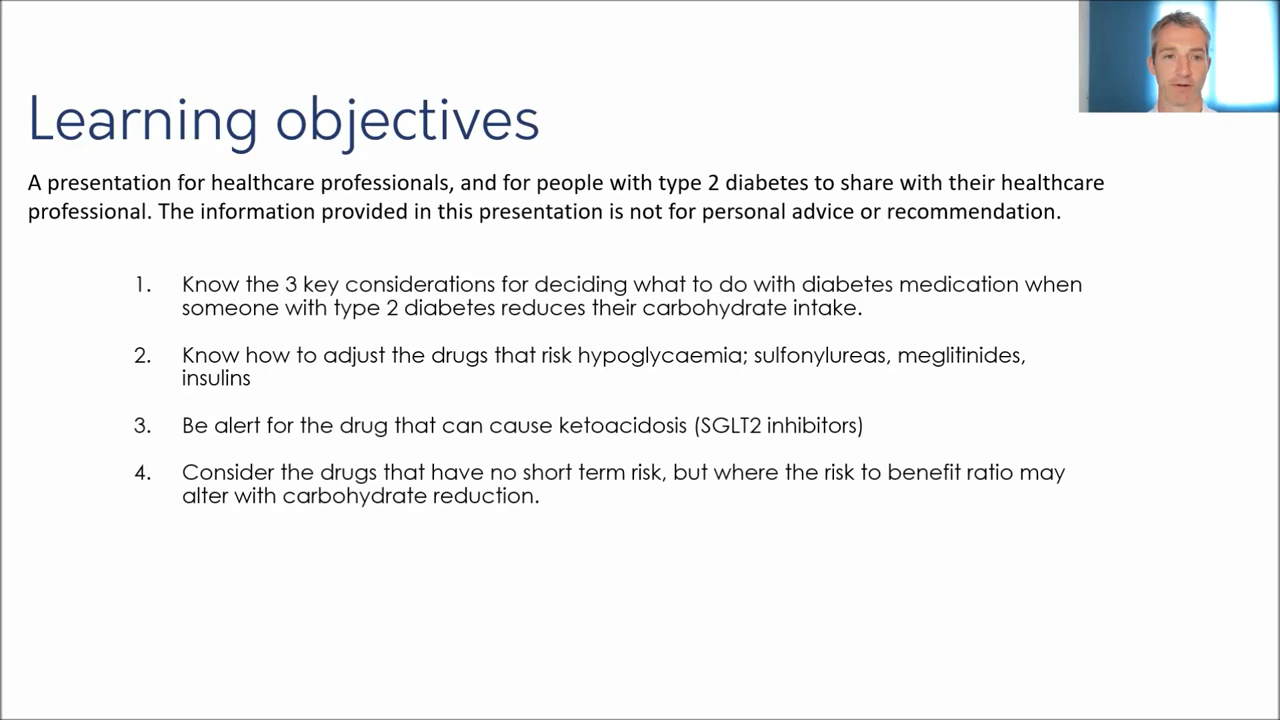 Learning objectives
A presentation for healthcare professionals, and for people with type 2 diabetes to share with their healthcare
professional. The information provided in this presentation is not for personal advice or recommendation.
1. Know the 3 key considerations for deciding what to do with diabetes medication when
someone with type 2 diabetes reduces their carbohydrate intake.
2. Know how to adjust the drugs that risk hypoglycaemia; sulfonylureas, meglitinides,
insulins
3. Be alert for the drug that can cause ketoacidosis (SGLT2 inhibitors)
4. Consider the drugs that have no short term risk, but where the risk to benefit ratio may
alter with carbohydrate reduction.